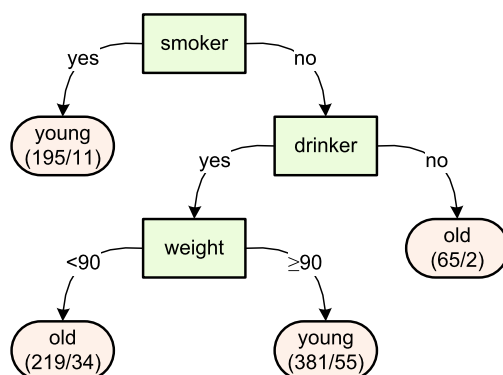 smoker
yes
no
young
(195/11)
drinker
yes
no
weight
old
(65/2)
<90
≥90
old
(219/34)
young
(381/55)